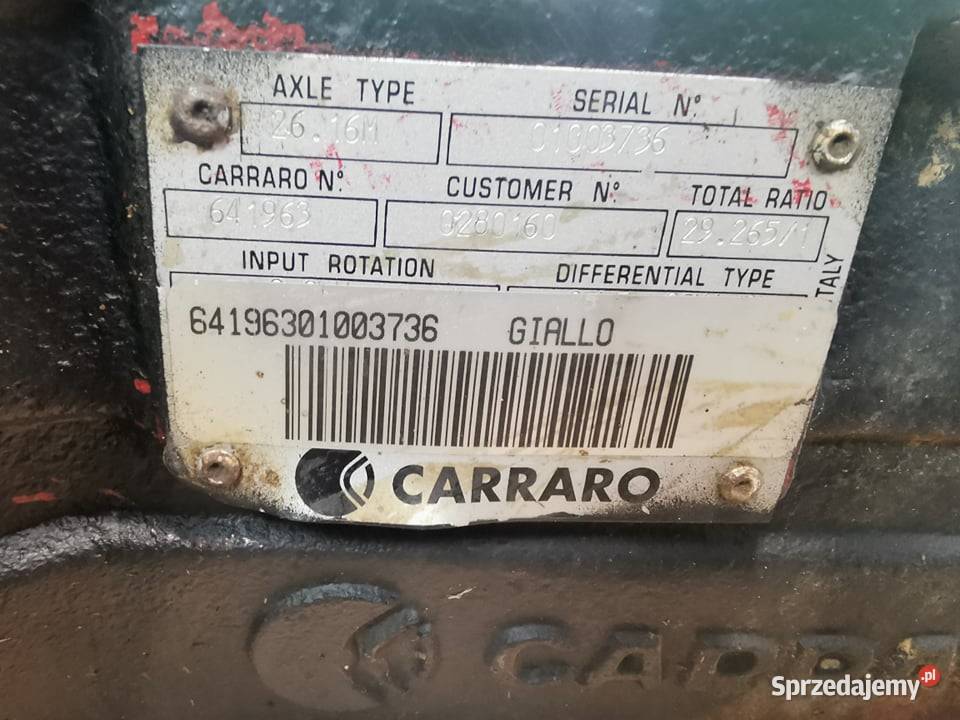 AXLE TYPE SERIAL N°
26.16M 01003736
CARRARO N° CUSTOMER N° TOTAL RATIO
641963 0280160 29.265/1
INPUT ROTATION DIFFERENTIAL TYPE
ITALY
64196301003736 GIALLO
CARRARO
Sprzedajemy.pl